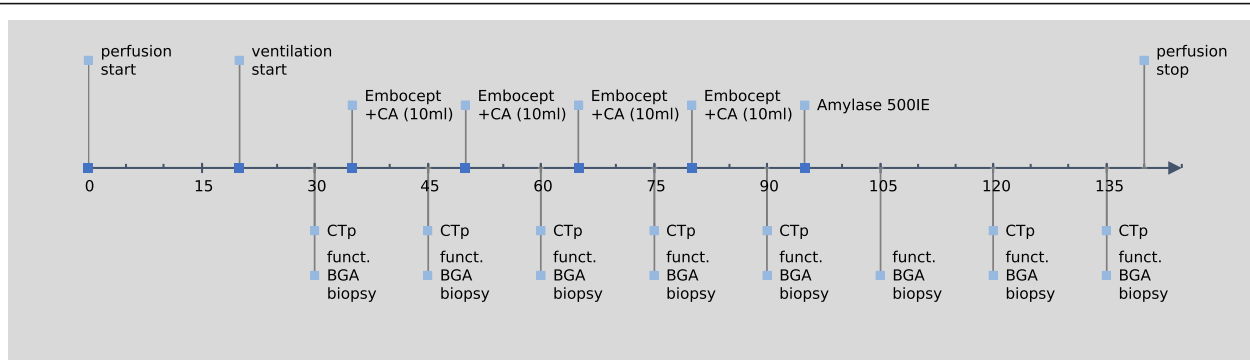 perfusion
start
ventilation
start
perfusion
stop
Embocept
+CA (10ml)
Embocept
+CA (10ml)
Embocept
+CA (10ml)
Embocept
+CA (10ml)
Amylase 500IE
0
15
30
45
60
75
90
105
120
135
CTp
CTp
CTp
CTp
CTp
CTp
CTp
funct.
BGA
biopsy
funct.
BGA
biopsy
funct.
BGA
biopsy
funct.
BGA
biopsy
funct.
BGA
biopsy
funct.
BGA
biopsy
funct.
BGA
biopsy
funct.
BGA
biopsy